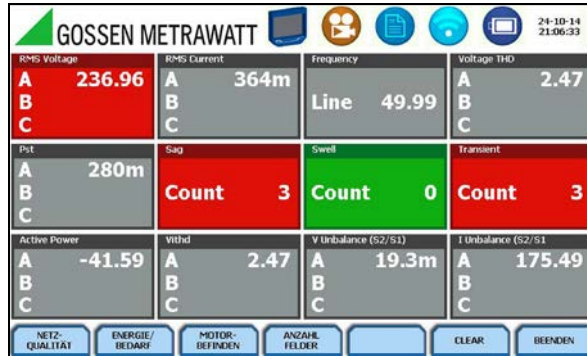 GOSSEN METRAWATT
24-10-14
21:06:33
RMS Voltage
A 236.96
B
C
RMS Current
A 364m
B
C
Frequency
Line 49.99
Voltage THD
A 2.47
B
C
Pst
A 280m
B
C
Sag
Count 3
Swell
Count 0
Transient
Count 3
Active Power
A -41.59
B
C
Vithd
A 2.47
B
C
V Unbalance (S2/S1)
A 19.3m
B
C
I Unbalance (S2/S1
A 175.49
B
C
NETZ-
QUALITÄT
ENERGIE/
BEDARF
MOTOR-
BEFINDEN
ANZAHL
FELDER
CLEAR
BEENDEN